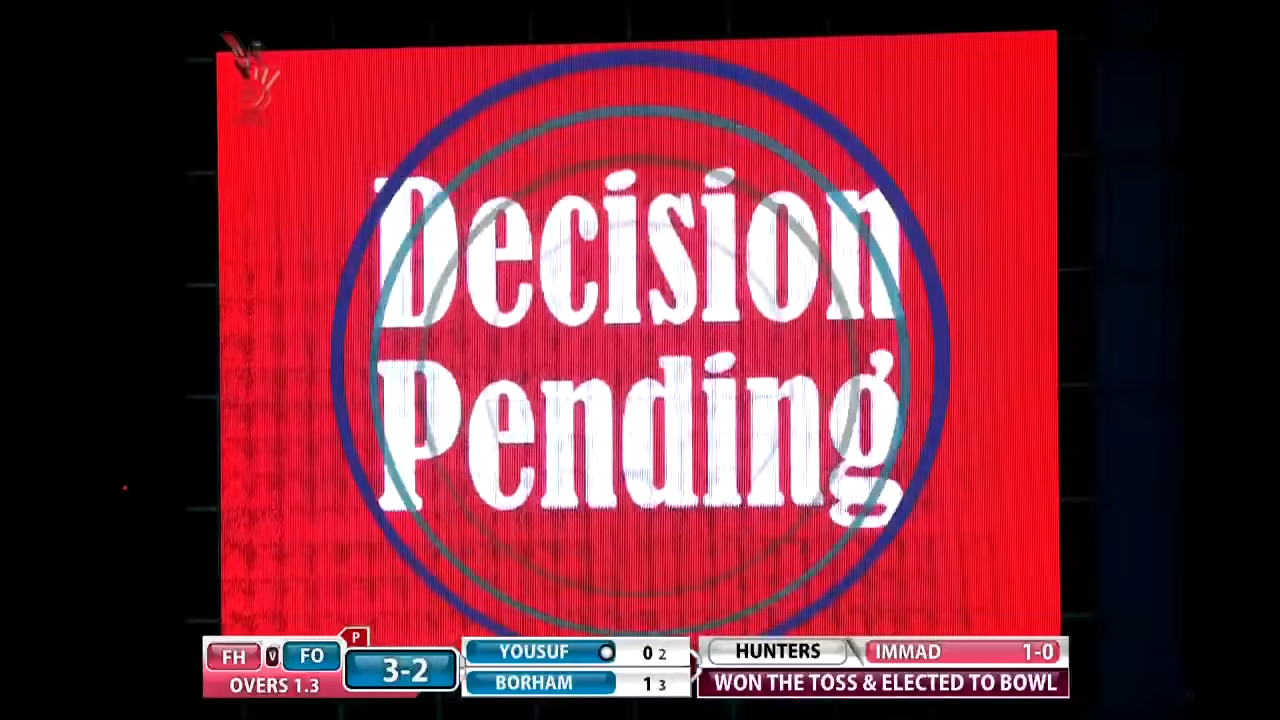 Decision
Pending
P
FH V FO
3-2
OVERS 1.3
YOUSUF 0 2
BORHAM 1 3
HUNTERS IMMAD 1-0
WON THE TOSS & ELECTED TO BOWL